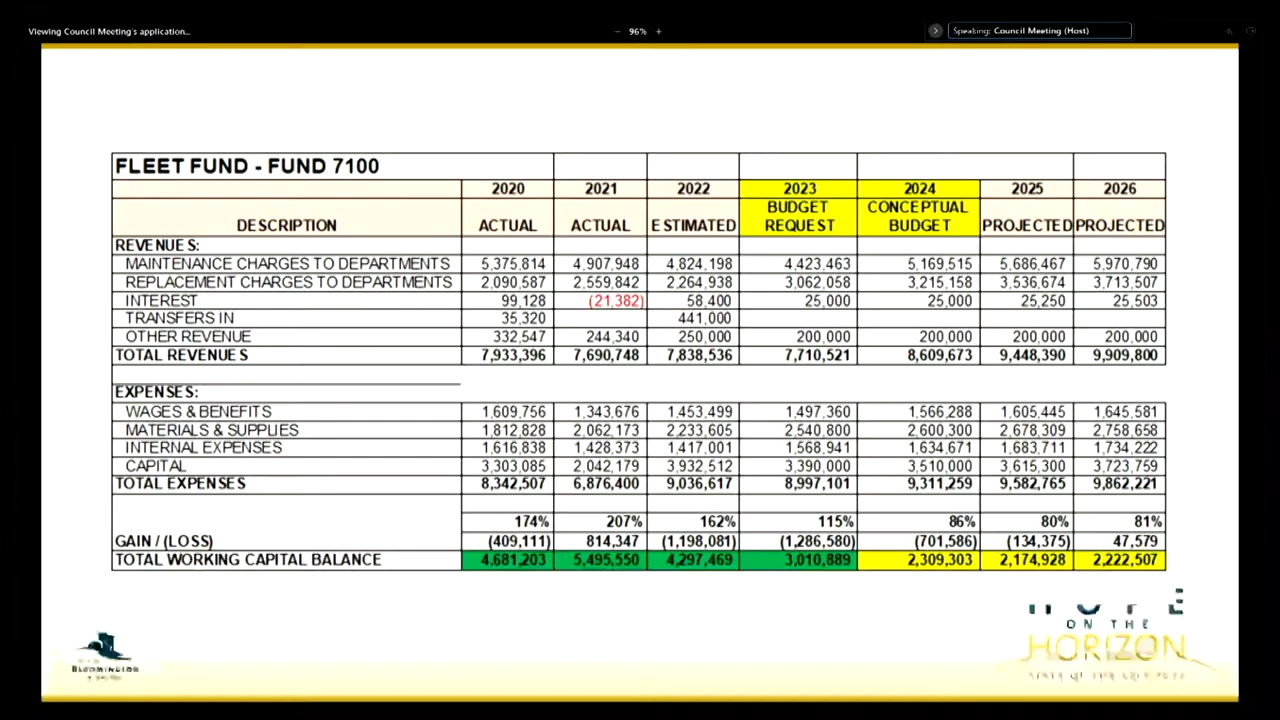 Viewing Council Meeting's application...
− 96% +
Speaking: Council Meeting (Host)
FLEET FUND - FUND 7100
2020 2021 2022 2023 2024 2025 2026
DESCRIPTION ACTUAL ACTUAL ESTIMATED BUDGET REQUEST CONCEPTUAL BUDGET PROJECTED PROJECTED
REVENUES:
MAINTENANCE CHARGES TO DEPARTMENTS 5,375,814 4,907,948 4,824,198 4,423,463 5,169,515 5,686,467 5,970,790
REPLACEMENT CHARGES TO DEPARTMENTS 2,090,587 2,559,842 2,264,938 3,062,058 3,215,158 3,536,674 3,713,507
INTEREST 99,128 (21,382) 58,400 25,000 25,000 25,250 25,503
TRANSFERS IN 35,320 441,000
OTHER REVENUE 332,547 244,340 250,000 200,000 200,000 200,000 200,000
TOTAL REVENUES 7,933,396 7,690,748 7,838,536 7,710,521 8,609,673 9,448,390 9,909,800
EXPENSES:
WAGES & BENEFITS 1,609,756 1,343,676 1,453,499 1,497,360 1,566,288 1,605,445 1,645,581
MATERIALS & SUPPLIES 1,812,828 2,062,173 2,233,605 2,540,800 2,600,300 2,678,309 2,758,658
INTERNAL EXPENSES 1,616,838 1,428,373 1,417,001 1,568,941 1,634,671 1,683,711 1,734,222
CAPITAL 3,303,085 2,042,179 3,932,512 3,390,000 3,510,000 3,615,300 3,723,759
TOTAL EXPENSES 8,342,507 6,876,400 9,036,617 8,997,101 9,311,259 9,582,765 9,862,221
174% 207% 162% 115% 86% 80% 81%
GAIN / (LOSS) (409,111) 814,347 (1,198,081) (1,286,580) (701,586) (134,375) 47,579
TOTAL WORKING CAPITAL BALANCE 4,681,203 5,495,550 4,297,469 3,010,889 2,309,303 2,174,928 2,222,507
HOPE
ON THE
HORIZON
BLOOMINGTON